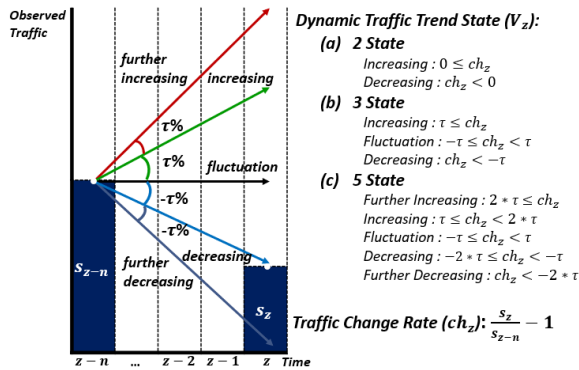 Observed
Traffic
further
increasing
increasing
τ%
τ%
fluctuation
-τ%
-τ%
decreasing
further
decreasing
s_{z-n}
s_z
z − n
...
z − 2
z − 1
z
Time
Dynamic Traffic Trend State (V_z):
(a) 2 State
Increasing : 0 ≤ ch_z
Decreasing : ch_z < 0
(b) 3 State
Increasing : τ ≤ ch_z
Fluctuation : −τ ≤ ch_z < τ
Decreasing : ch_z < −τ
(c) 5 State
Further Increasing : 2 * τ ≤ ch_z
Increasing : τ ≤ ch_z < 2 * τ
Fluctuation : −τ ≤ ch_z < τ
Decreasing : −2 * τ ≤ ch_z < −τ
Further Decreasing : ch_z < −2 * τ
Traffic Change Rate (ch_z): s_z / s_{z-n} − 1